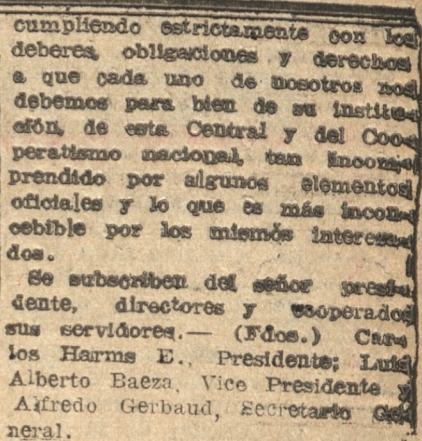 cumpliendo estrictamente con los
deberes, obligaciones y derechos
a que cada uno de nosotros nos
debemos para bien de su institu-
ción, de esta Central y del Coo-
peratismo nacional, tan incom-
prendido por algunos elementos
oficiales y lo que es más incon-
cebible por los mismos interesa-
dos.
Se subscriben del señor presi-
dente, directores y cooperados
sus servidores.— (Fdos.) Car-
los Harms E., Presidente; Luis
Alberto Baeza, Vice Presidente y
Alfredo Gerbaud, Secretario Ge-
neral.